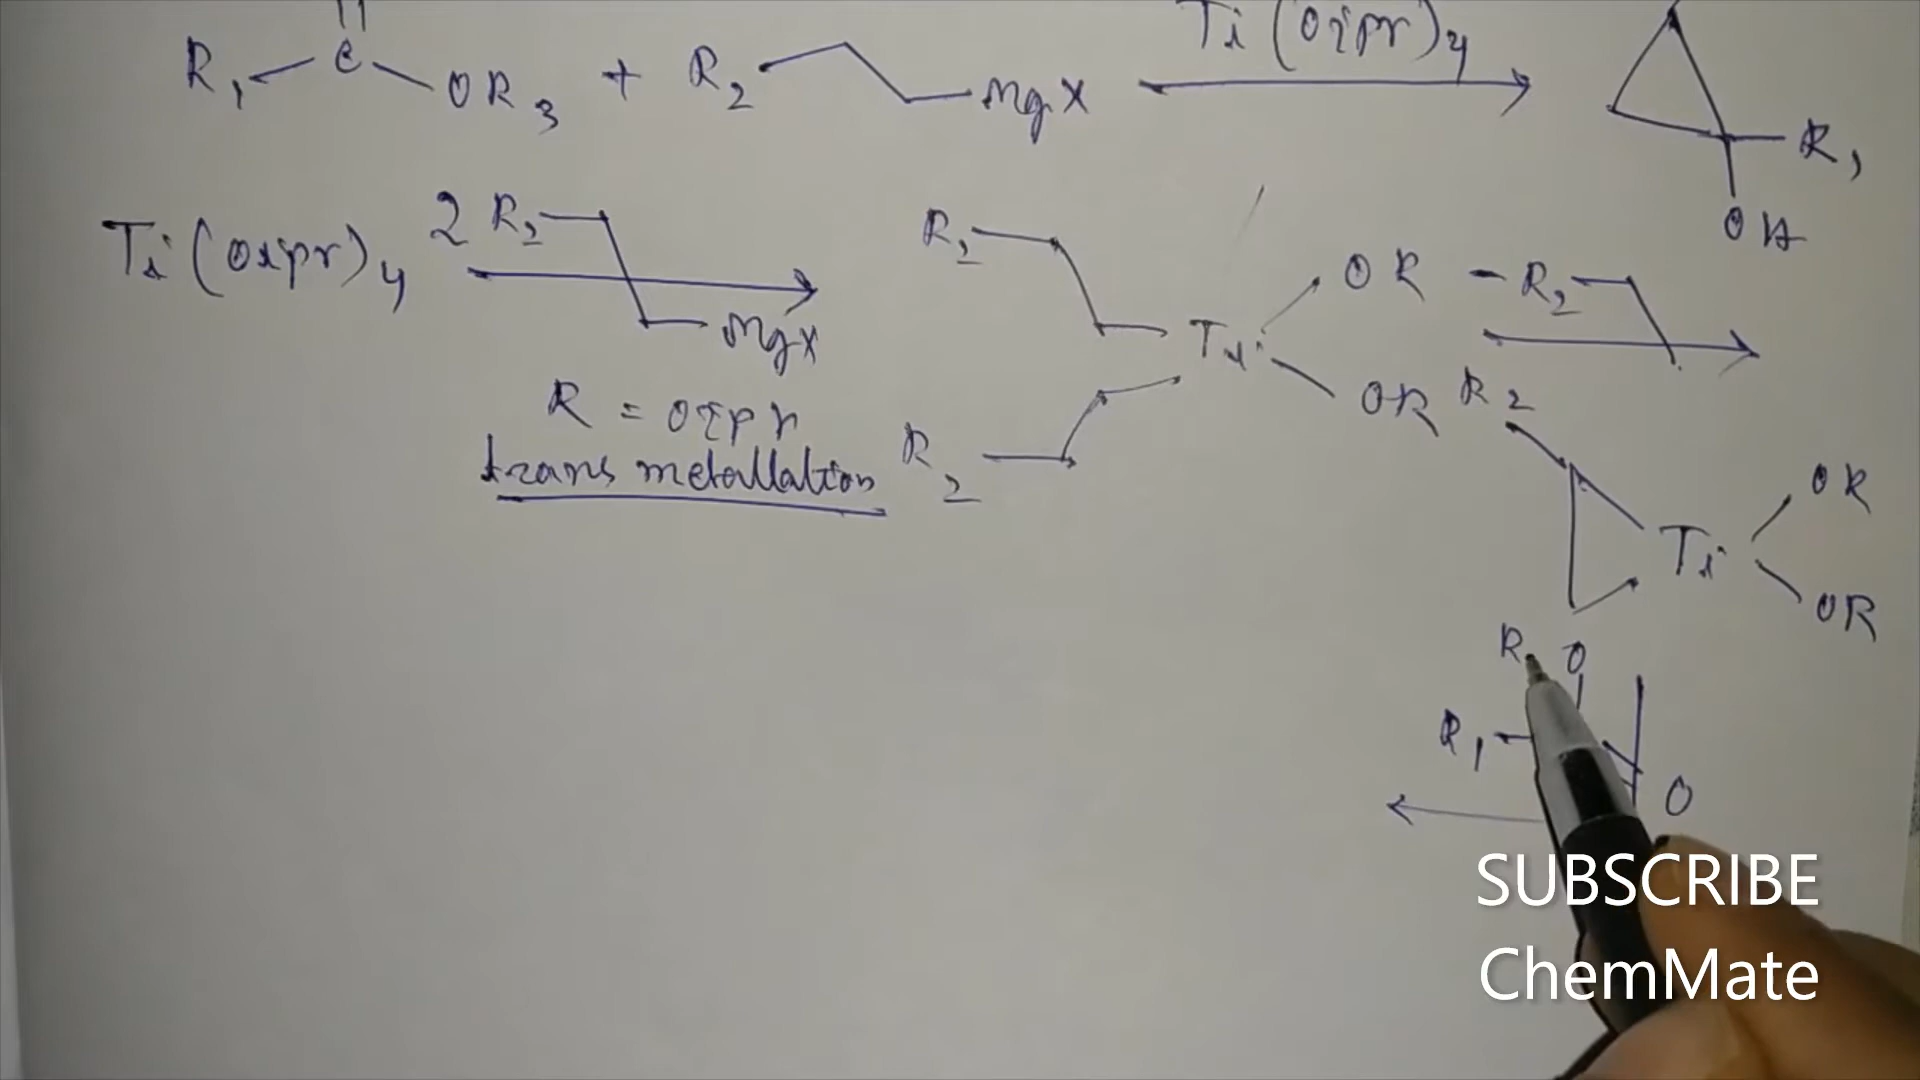 R1 C OR3 + R2 MgX Ti(oipr)4 R1
OH
Ti(oipr)4 2 R2 MgX
R2 Ti OR OR - R2
R = oipr
trans metallation R2
R2 Ti OR OR
R O
R1
O
SUBSCRIBE
ChemMate